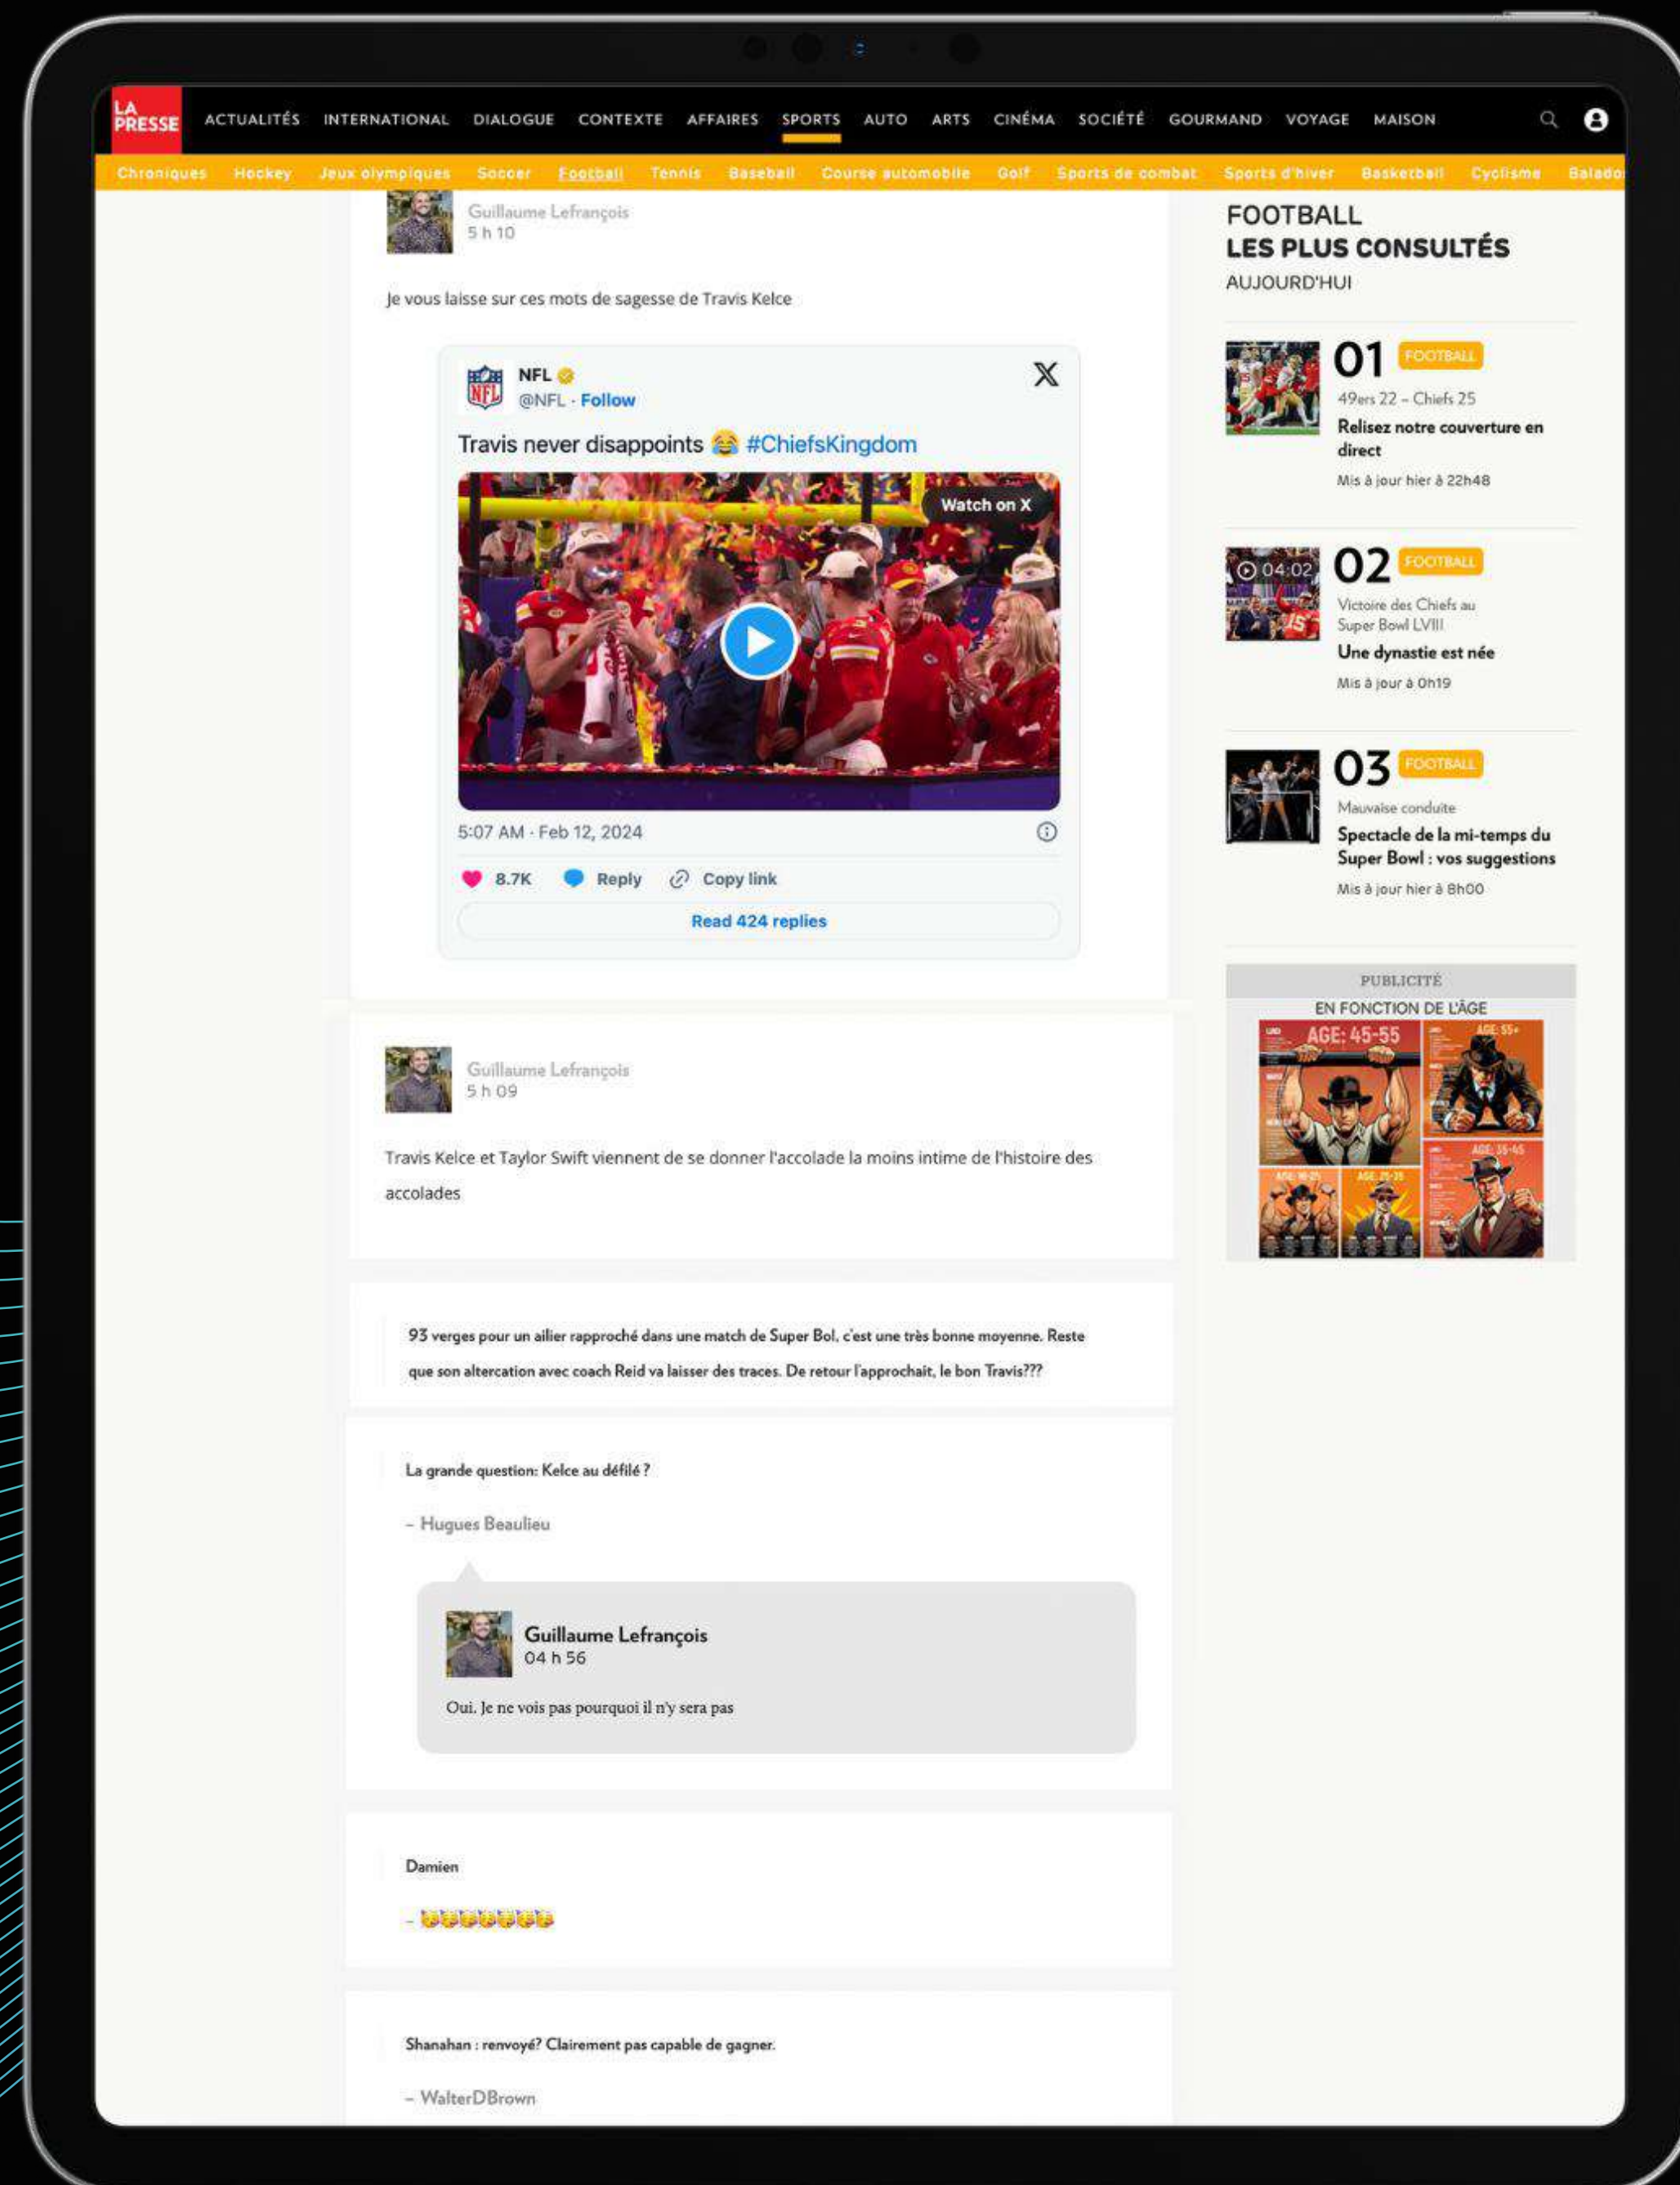 LA
PRESSE
ACTUALITÉS INTERNATIONAL DIALOGUE CONTEXTE AFFAIRES SPORTS AUTO ARTS CINÉMA SOCIÉTÉ GOURMAND VOYAGE MAISON
Chroniques Hockey Jeux olympiques Soccer Football Tennis Baseball Course automobile Golf Sports de combat Sports d'hiver Basketball Cyclisme Balado
Guillaume Lefrançois
5 h 10
Je vous laisse sur ces mots de sagesse de Travis Kelce
NFL
@NFL · Follow
X
Travis never disappoints 😂 #ChiefsKingdom
Watch on X
5:07 AM · Feb 12, 2024
8.7K Reply Copy link
Read 424 replies
Guillaume Lefrançois
5 h 09
Travis Kelce et Taylor Swift viennent de se donner l'accolade la moins intime de l'histoire des
accolades
93 verges pour un ailier rapproché dans une match de Super Bol, c'est une très bonne moyenne. Reste
que son altercation avec coach Reid va laisser des traces. De retour l'approchait, le bon Travis???
La grande question: Kelce au défilé ?
– Hugues Beaulieu
Guillaume Lefrançois
04 h 56
Oui. Je ne vois pas pourquoi il n'y sera pas
Damien
– 🥳🥳🥳🥳🥳🥳🥳
Shanahan : renvoyé? Clairement pas capable de gagner.
– WalterDBrown
FOOTBALL
LES PLUS CONSULTÉS
AUJOURD'HUI
01 FOOTBALL
49ers 22 – Chiefs 25
Relisez notre couverture en
direct
Mis à jour hier à 22h48
04:02
02 FOOTBALL
Victoire des Chiefs au
Super Bowl LVIII
Une dynastie est née
Mis à jour à 0h19
03 FOOTBALL
Mauvaise conduite
Spectacle de la mi-temps du
Super Bowl : vos suggestions
Mis à jour hier à 8h00
PUBLICITÉ
EN FONCTION DE L'ÂGE
AGE: 45-55
AGE: 55+
AGE: 35-45